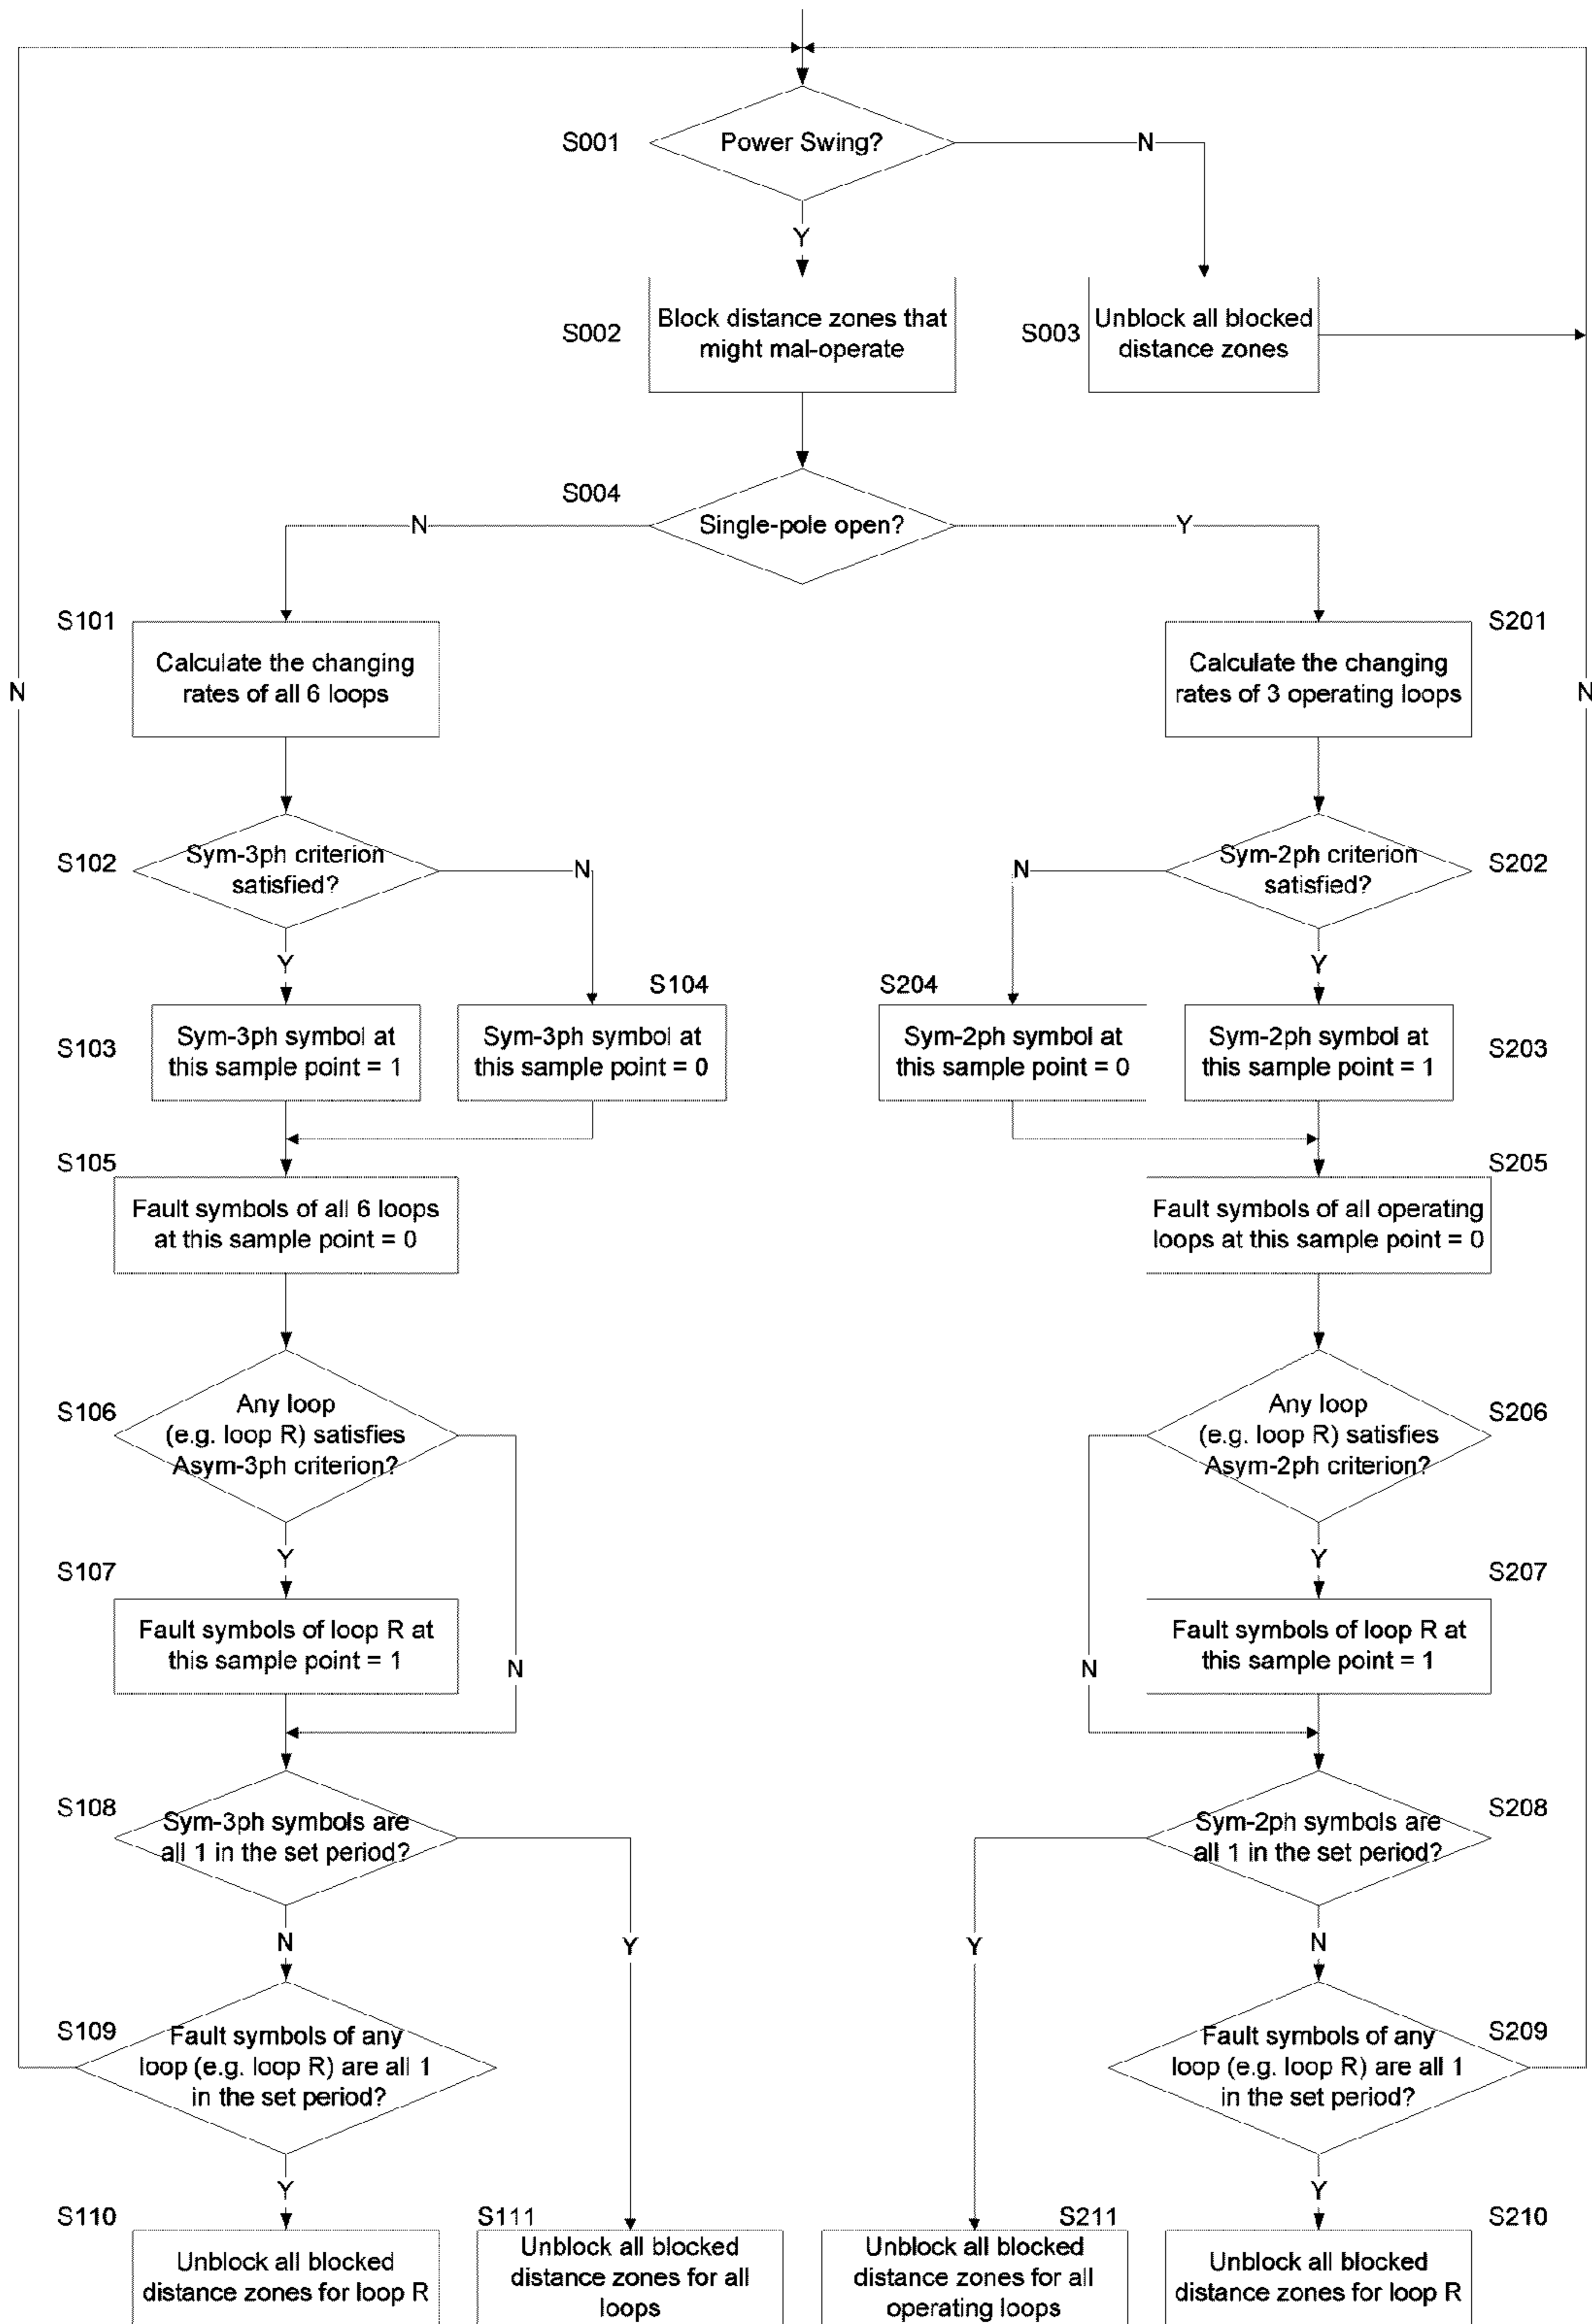 S001
Power Swing?
N
Y
S002
Block distance zones that
might mal-operate
S003
Unblock all blocked
distance zones
S004
Single-pole open?
N
Y
S101
Calculate the changing
rates of all 6 loops
S201
Calculate the changing
rates of 3 operating loops
N
N
S102
Sym-3ph criterion
satisfied?
N
Y
S202
Sym-2ph criterion
satisfied?
N
Y
S103
Sym-3ph symbol at
this sample point = 1
S104
Sym-3ph symbol at
this sample point = 0
S204
Sym-2ph symbol at
this sample point = 0
S203
Sym-2ph symbol at
this sample point = 1
S105
Fault symbols of all 6 loops
at this sample point = 0
S205
Fault symbols of all operating
loops at this sample point = 0
S106
Any loop
(e.g. loop R) satisfies
Asym-3ph criterion?
Y
N
S206
Any loop
(e.g. loop R) satisfies
Asym-2ph criterion?
Y
N
S107
Fault symbols of loop R at
this sample point = 1
S207
Fault symbols of loop R at
this sample point = 1
S108
Sym-3ph symbols are
all 1 in the set period?
N
Y
S208
Sym-2ph symbols are
all 1 in the set period?
Y
N
S109
Fault symbols of any
loop (e.g. loop R) are all 1
in the set period?
Y
S209
Fault symbols of any
loop (e.g. loop R) are all 1
in the set period?
Y
S110
Unblock all blocked
distance zones for loop R
S111
Unblock all blocked
distance zones for all
loops
S211
Unblock all blocked
distance zones for all
operating loops
S210
Unblock all blocked
distance zones for loop R